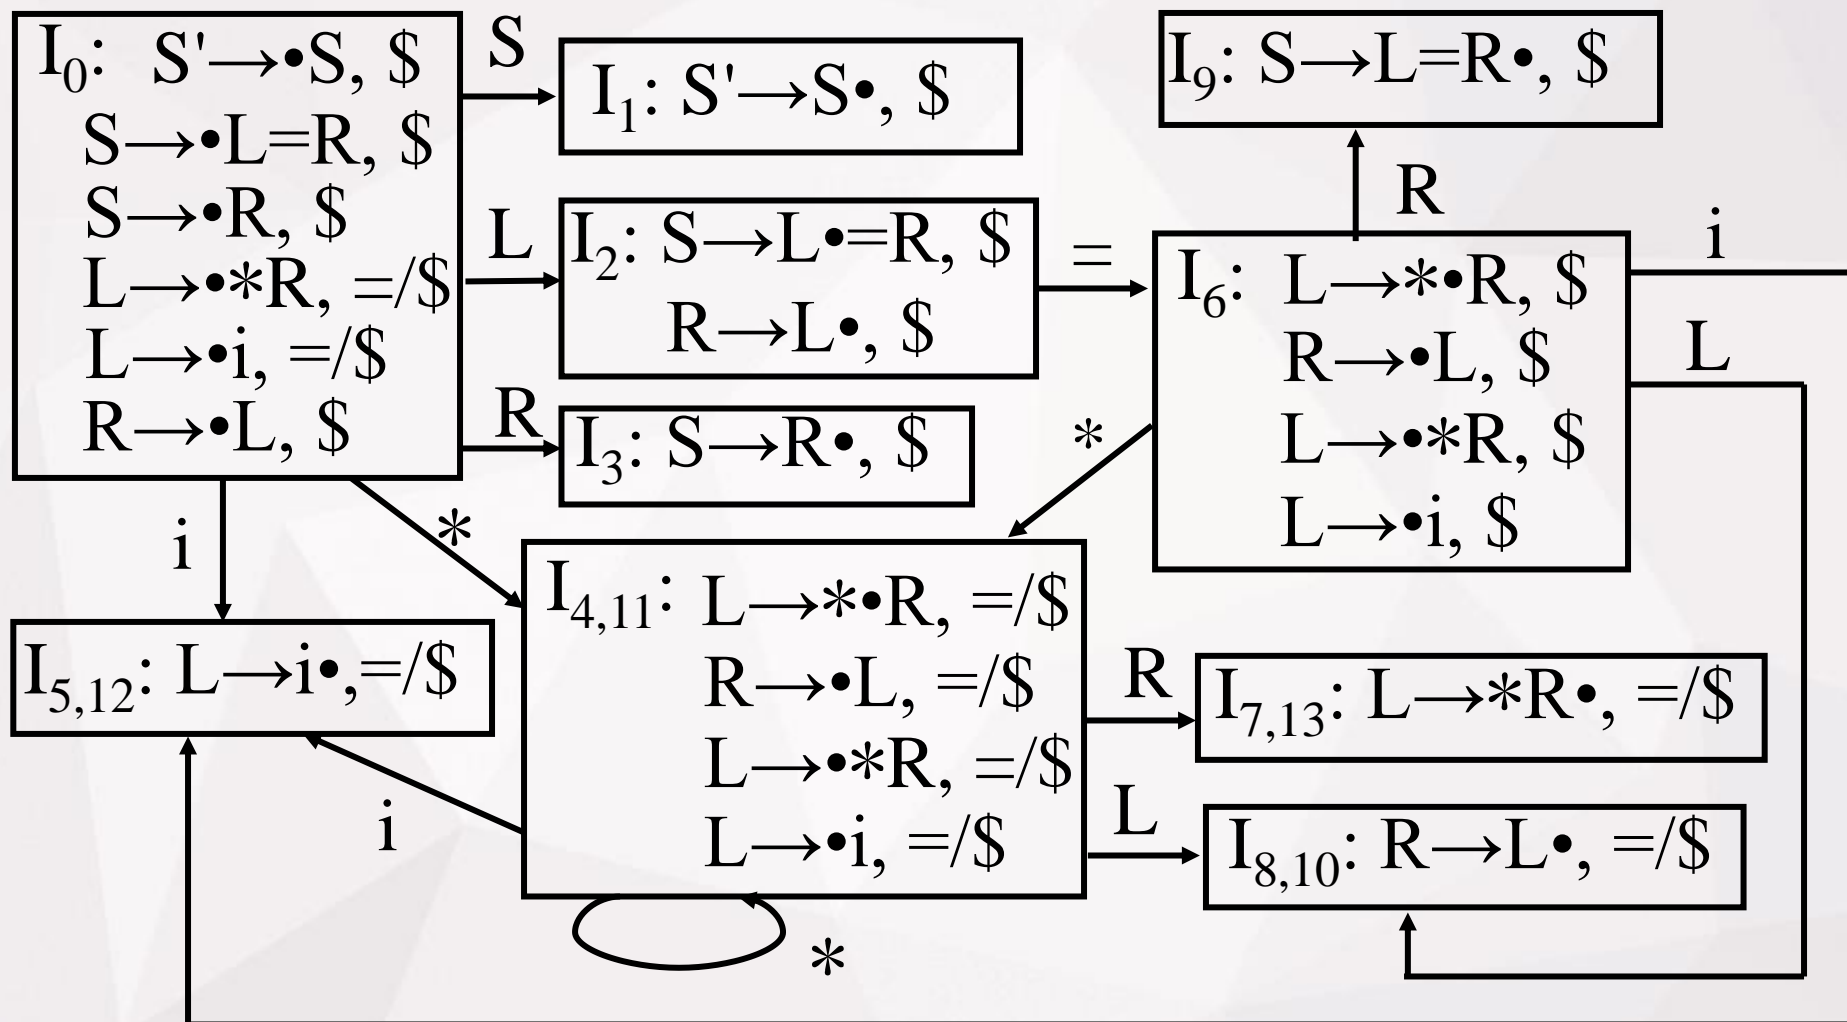 I₀: S'→•S, $
S→•L=R, $
S→•R, $
L→•*R, =/$
L→•i, =/$
R→•L, $
S
I₁: S'→S•, $
L
I₂: S→L•=R, $
R→L•, $
R
I₃: S→R•, $
=
I₉: S→L=R•, $
R
I₆: L→*•R, $
R→•L, $
L→•*R, $
L→•i, $
i
L
*
i
*
I₄,₁₁: L→*•R, =/$
R→•L, =/$
L→•*R, =/$
L→•i, =/$
I₅,₁₂: L→i•,=/$
i
R
I₇,₁₃: L→*R•, =/$
L
I₈,₁₀: R→L•, =/$
*